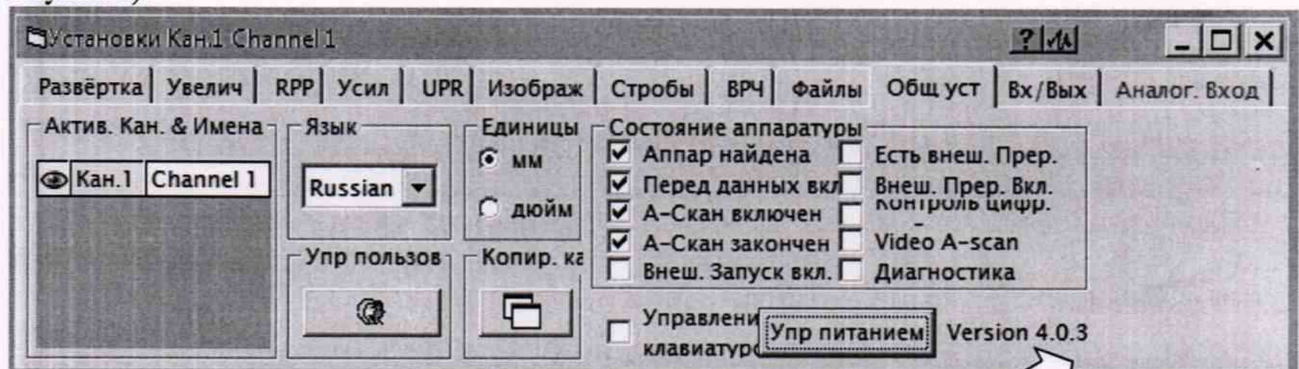 Установки Кан.1 Channel 1
Развёртка Увелич RPP Усил UPR Изображ Стробы ВРЧ Файлы Общ уст Вх/Вых Аналог. Вход
Актив. Кан. & Имена
Кан.1 Channel 1
Язык
Russian
Единицы
мм
дюйм
Состояние аппаратуры
Аппар найдена
Перед данных вкл
А-Скан включен
А-Скан закончен
Внеш. Запуск вкл.
Есть внеш. Прер.
Внеш. Прер. Вкл.
Контроль цифр.
Video A-scan
Диагностика
Упр пользов
Копир. ка
Управлени
клавиатуро
Упр питанием
Version 4.0.3